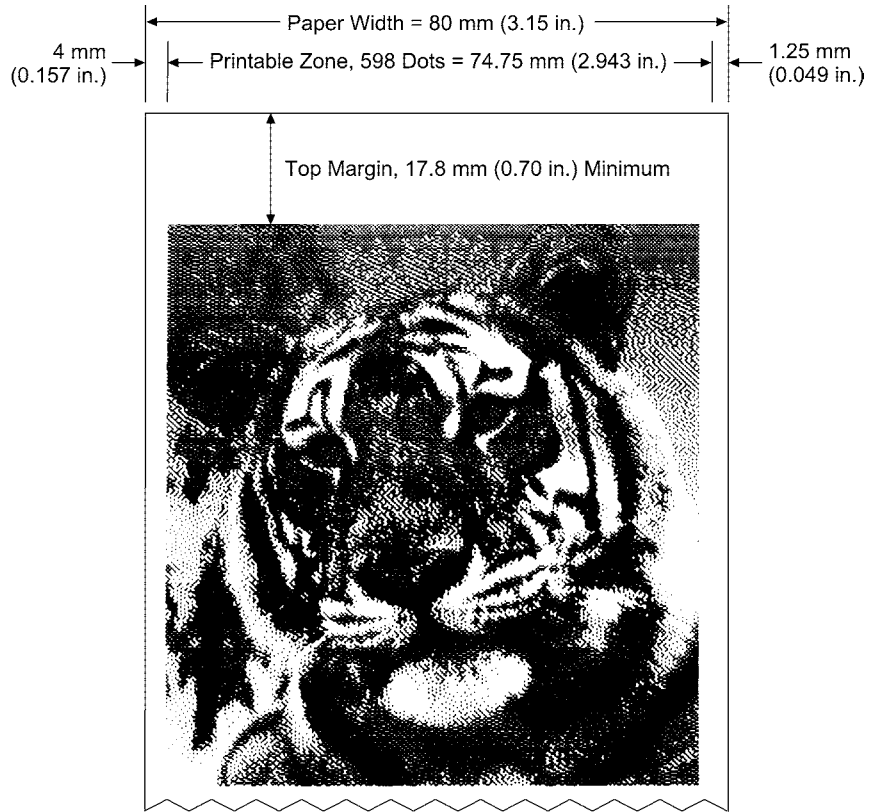 Paper Width = 80 mm (3.15 in.)
4 mm
(0.157 in.)
Printable Zone, 598 Dots = 74.75 mm (2.943 in.)
1.25 mm
(0.049 in.)
Top Margin, 17.8 mm (0.70 in.) Minimum